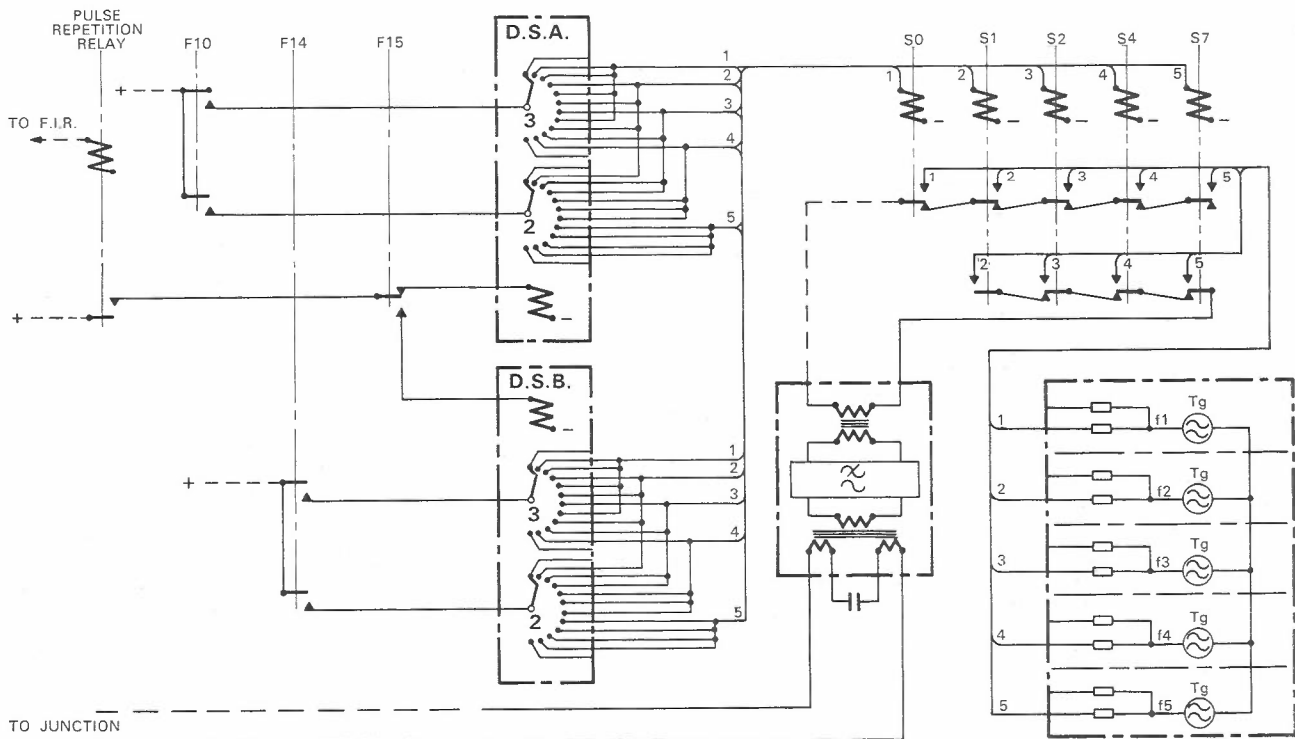 PULSE
REPETITION
RELAY
F10
F14
F15
D.S.A.
S0
S1
S2
S4
S7
1
2
3
4
5
1
2
3
4
5
+
3
TO F.I.R.
–
–
–
–
–
2
1
2
3
4
5
2
3
4
5
+
–
D.S.B.
–
1
2
3
4
5
+
3
2
1
f1
Tg
2
f2
Tg
3
f3
Tg
4
f4
Tg
5
f5
Tg
TO JUNCTION